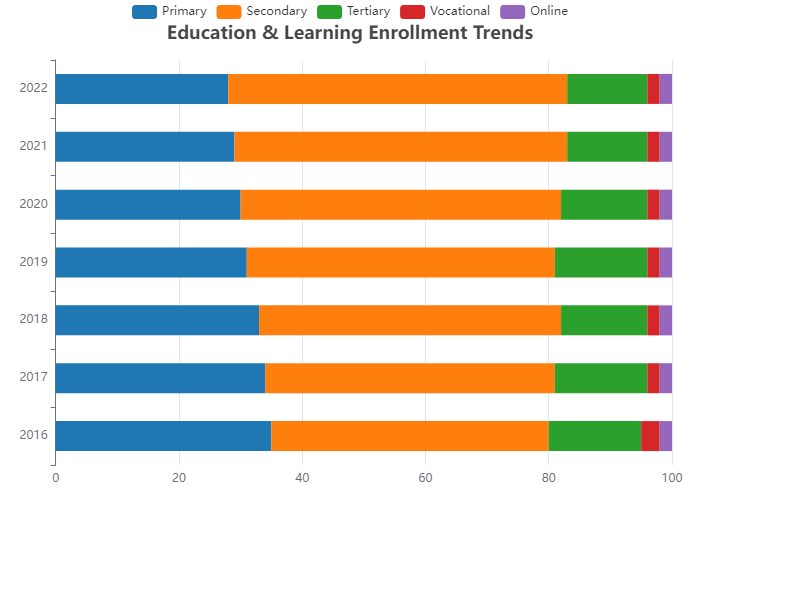 Primary Secondary Tertiary Vocational Online
Education & Learning Enrollment Trends
2022
2021
2020
2019
2018
2017
2016
0 20 40 60 80 100